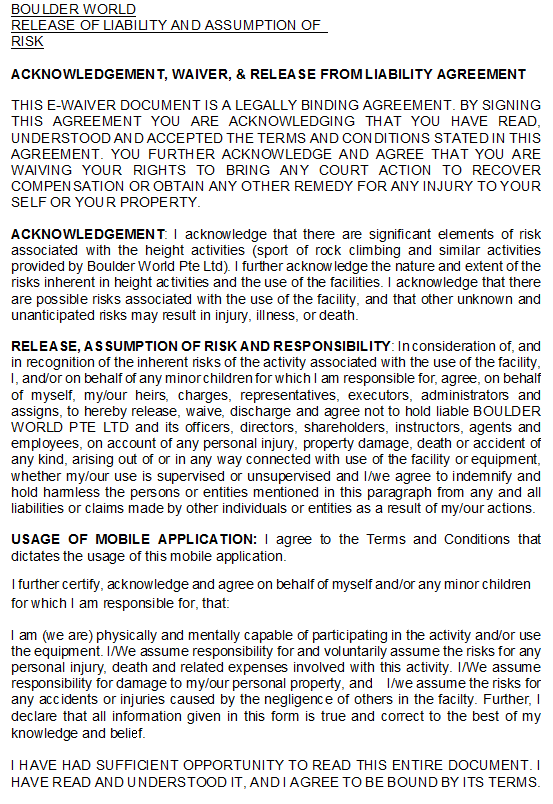 BOULDER WORLD
RELEASE OF LIABILITY AND ASSUMPTION OF
RISK
ACKNOWLEDGEMENT, WAIVER, & RELEASE FROM LIABILITY AGREEMENT
THIS E-WAIVER DOCUMENT IS A LEGALLY BINDING AGREEMENT. BY SIGNING
THIS AGREEMENT YOU ARE ACKNOWLEDGING THAT YOU HAVE READ,
UNDERSTOOD AND ACCEPTED THE TERMS AND CONDITIONS STATED IN THIS
AGREEMENT. YOU FURTHER ACKNOWLEDGE AND AGREE THAT YOU ARE
WAIVING YOUR RIGHTS TO BRING ANY COURT ACTION TO RECOVER
COMPENSATION OR OBTAIN ANY OTHER REMEDY FOR ANY INJURY TO YOUR
SELF OR YOUR PROPERTY.
ACKNOWLEDGEMENT: I acknowledge that there are significant elements of risk
associated with the height activities (sport of rock climbing and similar activities
provided by Boulder World Pte Ltd). I further acknowledge the nature and extent of the
risks inherent in height activities and the use of the facilities. I acknowledge that there
are possible risks associated with the use of the facility, and that other unknown and
unanticipated risks may result in injury, illness, or death.
RELEASE, ASSUMPTION OF RISK AND RESPONSIBILITY: In consideration of, and
in recognition of the inherent risks of the activity associated with the use of the facility,
I, and/or on behalf of any minor children for which I am responsible for, agree, on behalf
of myself, my/our heirs, charges, representatives, executors, administrators and
assigns, to hereby release, waive, discharge and agree not to hold liable BOULDER
WORLD PTE LTD and its officers, directors, shareholders, instructors, agents and
employees, on account of any personal injury, property damage, death or accident of
any kind, arising out of or in any way connected with use of the facility or equipment,
whether my/our use is supervised or unsupervised and I/we agree to indemnify and
hold harmless the persons or entities mentioned in this paragraph from any and all
liabilities or claims made by other individuals or entities as a result of my/our actions.
USAGE OF MOBILE APPLICATION: I agree to the Terms and Conditions that
dictates the usage of this mobile application.
I further certify, acknowledge and agree on behalf of myself and/or any minor children
for which I am responsible for, that:
I am (we are) physically and mentally capable of participating in the activity and/or use
the equipment. I/We assume responsibility for and voluntarily assume the risks for any
personal injury, death and related expenses involved with this activity. I/We assume
responsibility for damage to my/our personal property, and I/we assume the risks for
any accidents or injuries caused by the negligence of others in the facilty. Further, I
declare that all information given in this form is true and correct to the best of my
knowledge and belief.
I HAVE HAD SUFFICIENT OPPORTUNITY TO READ THIS ENTIRE DOCUMENT. I
HAVE READ AND UNDERSTOOD IT, AND I AGREE TO BE BOUND BY ITS TERMS.